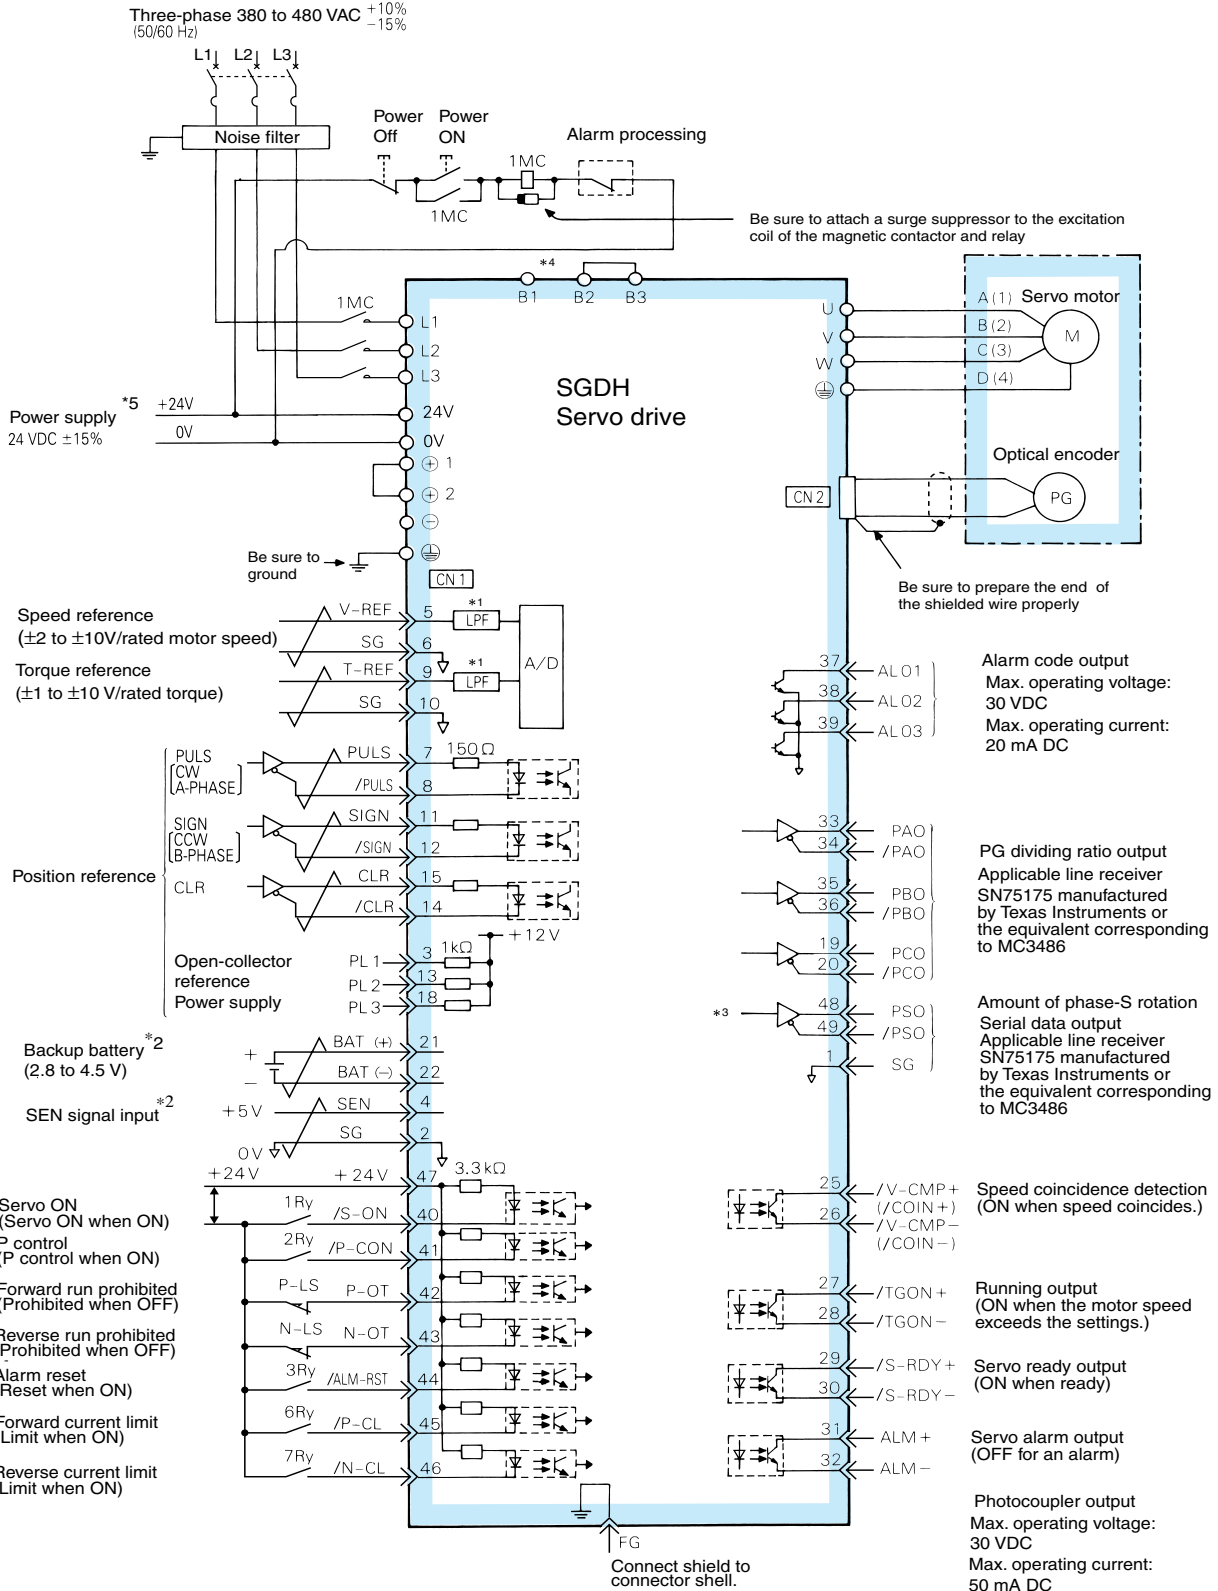 Three-phase 380 to 480 VAC +10% −15%
(50/60 Hz)
L1 L2 L3
Noise filter
Power Off
Power ON
Alarm processing
1MC
1MC
Be sure to attach a surge suppressor to the excitation
coil of the magnetic contactor and relay
*4
B1 B2 B3
1MC
L1
L2
L3
SGDH
Servo drive
U
V
W
A (1)
B (2)
C (3)
D (4)
Servo motor
M
Power supply *5
24 VDC ±15%
+24V
0V
24V
0V
+ 1
+ 2
−
Be sure to
ground
Optical encoder
CN 2
PG
Be sure to prepare the end of
the shielded wire properly
CN 1
Speed reference
(±2 to ±10V/rated motor speed)
V−REF 5 *1 LPF
SG 6
Torque reference
(±1 to ±10 V/rated torque)
T−REF 9 *1 LPF
SG 10
A/D
37 ALO1
38 ALO2
39 ALO3
Alarm code output
Max. operating voltage:
30 VDC
Max. operating current:
20 mA DC
Position reference
PULS
CW
A-PHASE
PULS 7 150 Ω
/PULS 8
SIGN
CCW
B-PHASE
SIGN 11
/SIGN 12
CLR
CLR 15
/CLR 14
+12V
Open-collector
reference
Power supply
PL 1 3 1kΩ
PL 2 13
PL 3 18
33 PAO
34 /PAO
35 PBO
36 /PBO
19 PCO
20 /PCO
PG dividing ratio output
Applicable line receiver
SN75175 manufactured
by Texas Instruments or
the equivalent corresponding
to MC3486
*3
48 PSO
49 /PSO
1 SG
Amount of phase-S rotation
Serial data output
Applicable line receiver
SN75175 manufactured
by Texas Instruments or
the equivalent corresponding
to MC3486
Backup battery *2
(2.8 to 4.5 V)
+ BAT (+) 21
− BAT (−) 22
SEN signal input *2
+5V SEN 4
0V SG 2
+24V +24V 47 3.3 kΩ
Servo ON
(Servo ON when ON)
1Ry /S-ON 40
P control
(P control when ON)
2Ry /P-CON 41
Forward run prohibited
(Prohibited when OFF)
P-LS P-OT 42
Reverse run prohibited
(Prohibited when OFF)
N-LS N-OT 43
Alarm reset
(Reset when ON)
3Ry /ALM-RST 44
Forward current limit
(Limit when ON)
6Ry /P-CL 45
Reverse current limit
(Limit when ON)
7Ry /N-CL 46
25 /V-CMP+
(/COIN+)
26 /V-CMP−
(/COIN−)
Speed coincidence detection
(ON when speed coincides.)
27 /TGON+
28 /TGON−
Running output
(ON when the motor speed
exceeds the settings.)
29 /S-RDY+
30 /S-RDY−
Servo ready output
(ON when ready)
31 ALM+
32 ALM−
Servo alarm output
(OFF for an alarm)
Photocoupler output
Max. operating voltage:
30 VDC
Max. operating current:
50 mA DC
FG
Connect shield to
connector shell.